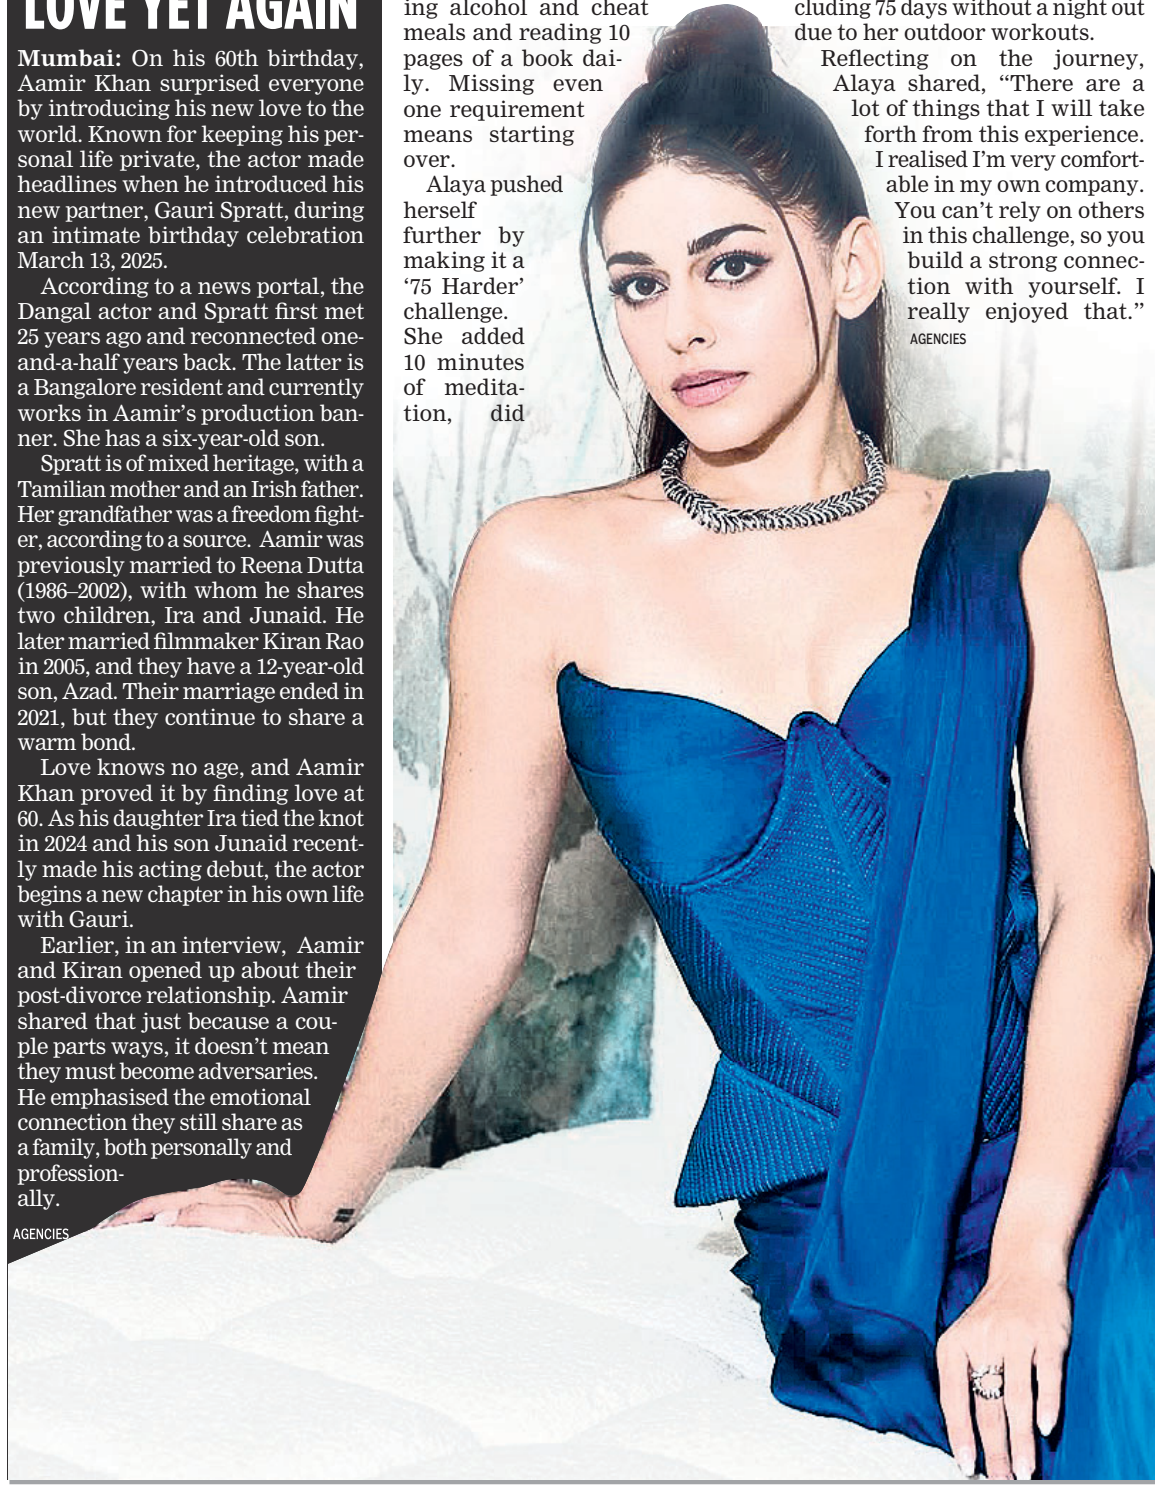 LOVE YET AGAIN
Mumbai: On his 60th birthday,
Aamir Khan surprised everyone
by introducing his new love to the
world. Known for keeping his per-
sonal life private, the actor made
headlines when he introduced his
new partner, Gauri Spratt, during
an intimate birthday celebration
March 13, 2025.
According to a news portal, the
Dangal actor and Spratt first met
25 years ago and reconnected one-
and-a-half years back. The latter is
a Bangalore resident and currently
works in Aamir’s production ban-
ner. She has a six-year-old son.
Spratt is of mixed heritage, with a
Tamilian mother and an Irish father.
Her grandfather was a freedom fight-
er, according to a source. Aamir was
previously married to Reena Dutta
(1986–2002), with whom he shares
two children, Ira and Junaid. He
later married filmmaker Kiran Rao
in 2005, and they have a 12-year-old
son, Azad. Their marriage ended in
2021, but they continue to share a
warm bond.
Love knows no age, and Aamir
Khan proved it by finding love at
60. As his daughter Ira tied the knot
in 2024 and his son Junaid recent-
ly made his acting debut, the actor
begins a new chapter in his own life
with Gauri.
Earlier, in an interview, Aamir
and Kiran opened up about their
post-divorce relationship. Aamir
shared that just because a cou-
ple parts ways, it doesn’t mean
they must become adversaries.
He emphasised the emotional
connection they still share as
a family, both personally and
profession-
ally.
AGENCIES
ing alcohol and cheat
meals and reading 10
pages of a book dai-
ly. Missing even
one requirement
means starting
over.
Alaya pushed
herself
further by
making it a
‘75 Harder’
challenge.
She added
10 minutes
of medita-
tion, did
cluding 75 days without a night out
due to her outdoor workouts.
Reflecting on the journey,
Alaya shared, “There are a
lot of things that I will take
forth from this experience.
I realised I’m very comfort-
able in my own company.
You can’t rely on others
in this challenge, so you
build a strong connec-
tion with yourself. I
really enjoyed that.”
AGENCIES